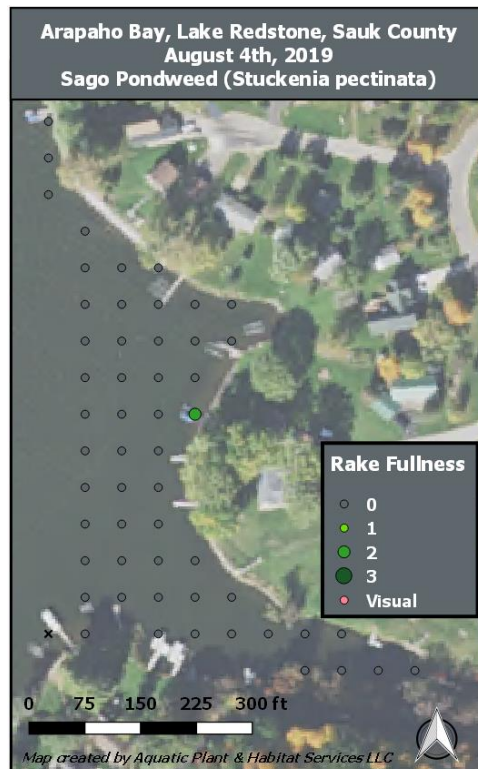 Arapaho Bay, Lake Redstone, Sauk County
August 4th, 2019
Sago Pondweed (Stuckenia pectinata)
Rake Fullness
0
1
2
3
Visual
0 75 150 225 300 ft
Map created by Aquatic Plant & Habitat Services LLC